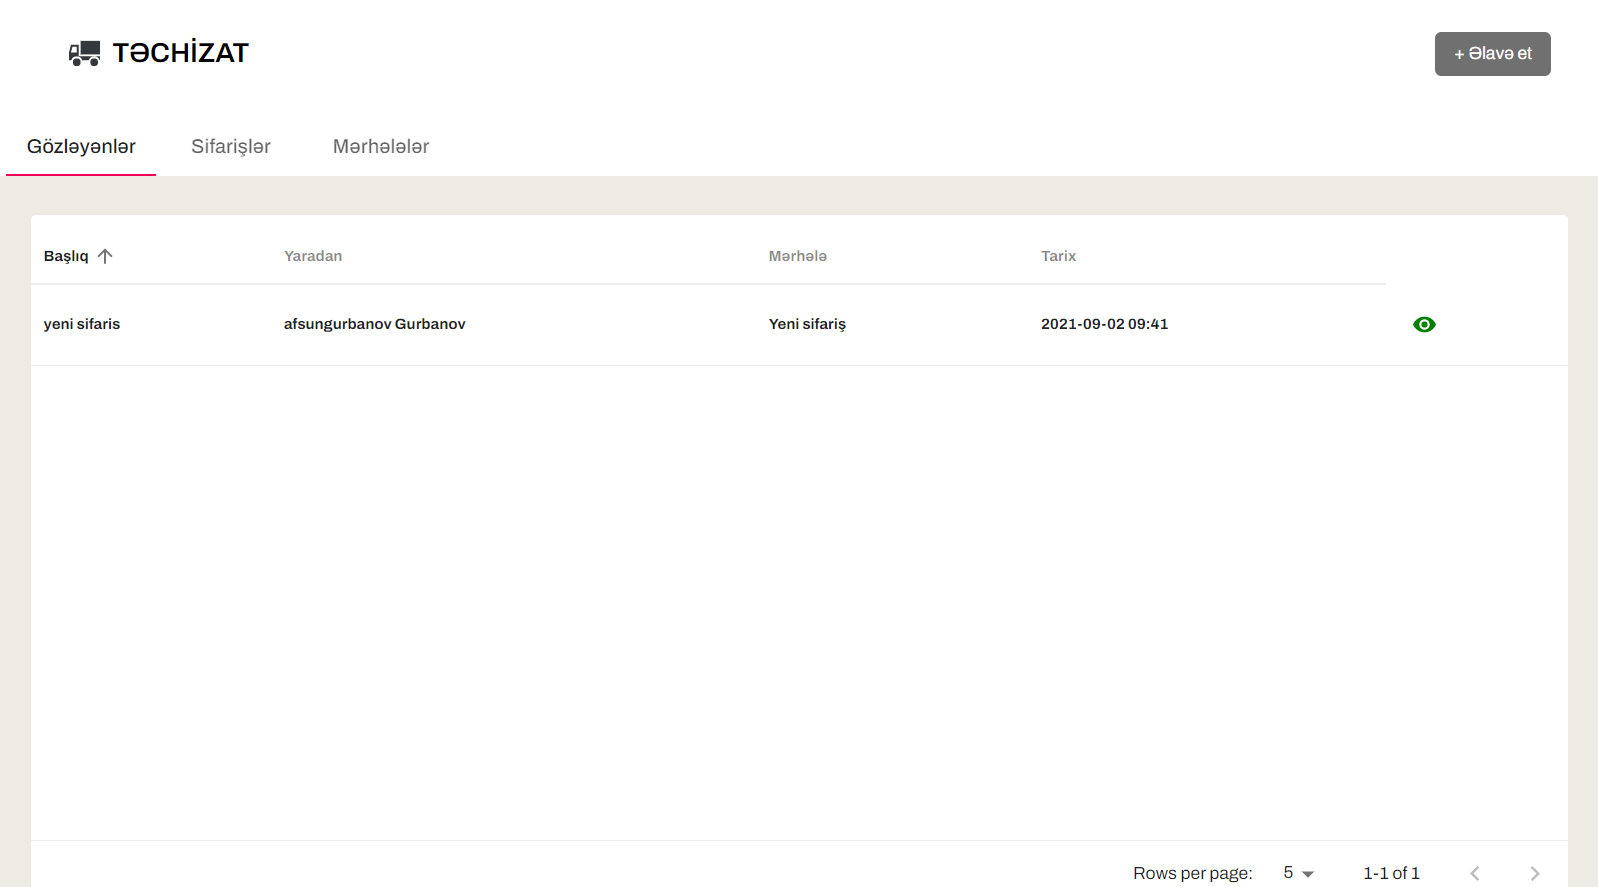 TƏCHİZAT
+ Əlavə et
Gözləyənlər Sifarişlər Mərhələlər
Başlıq Yaradan Mərhələ Tarix
yeni sifaris afsungurbanov Gurbanov Yeni sifariş 2021-09-02 09:41
Rows per page: 5 1-1 of 1